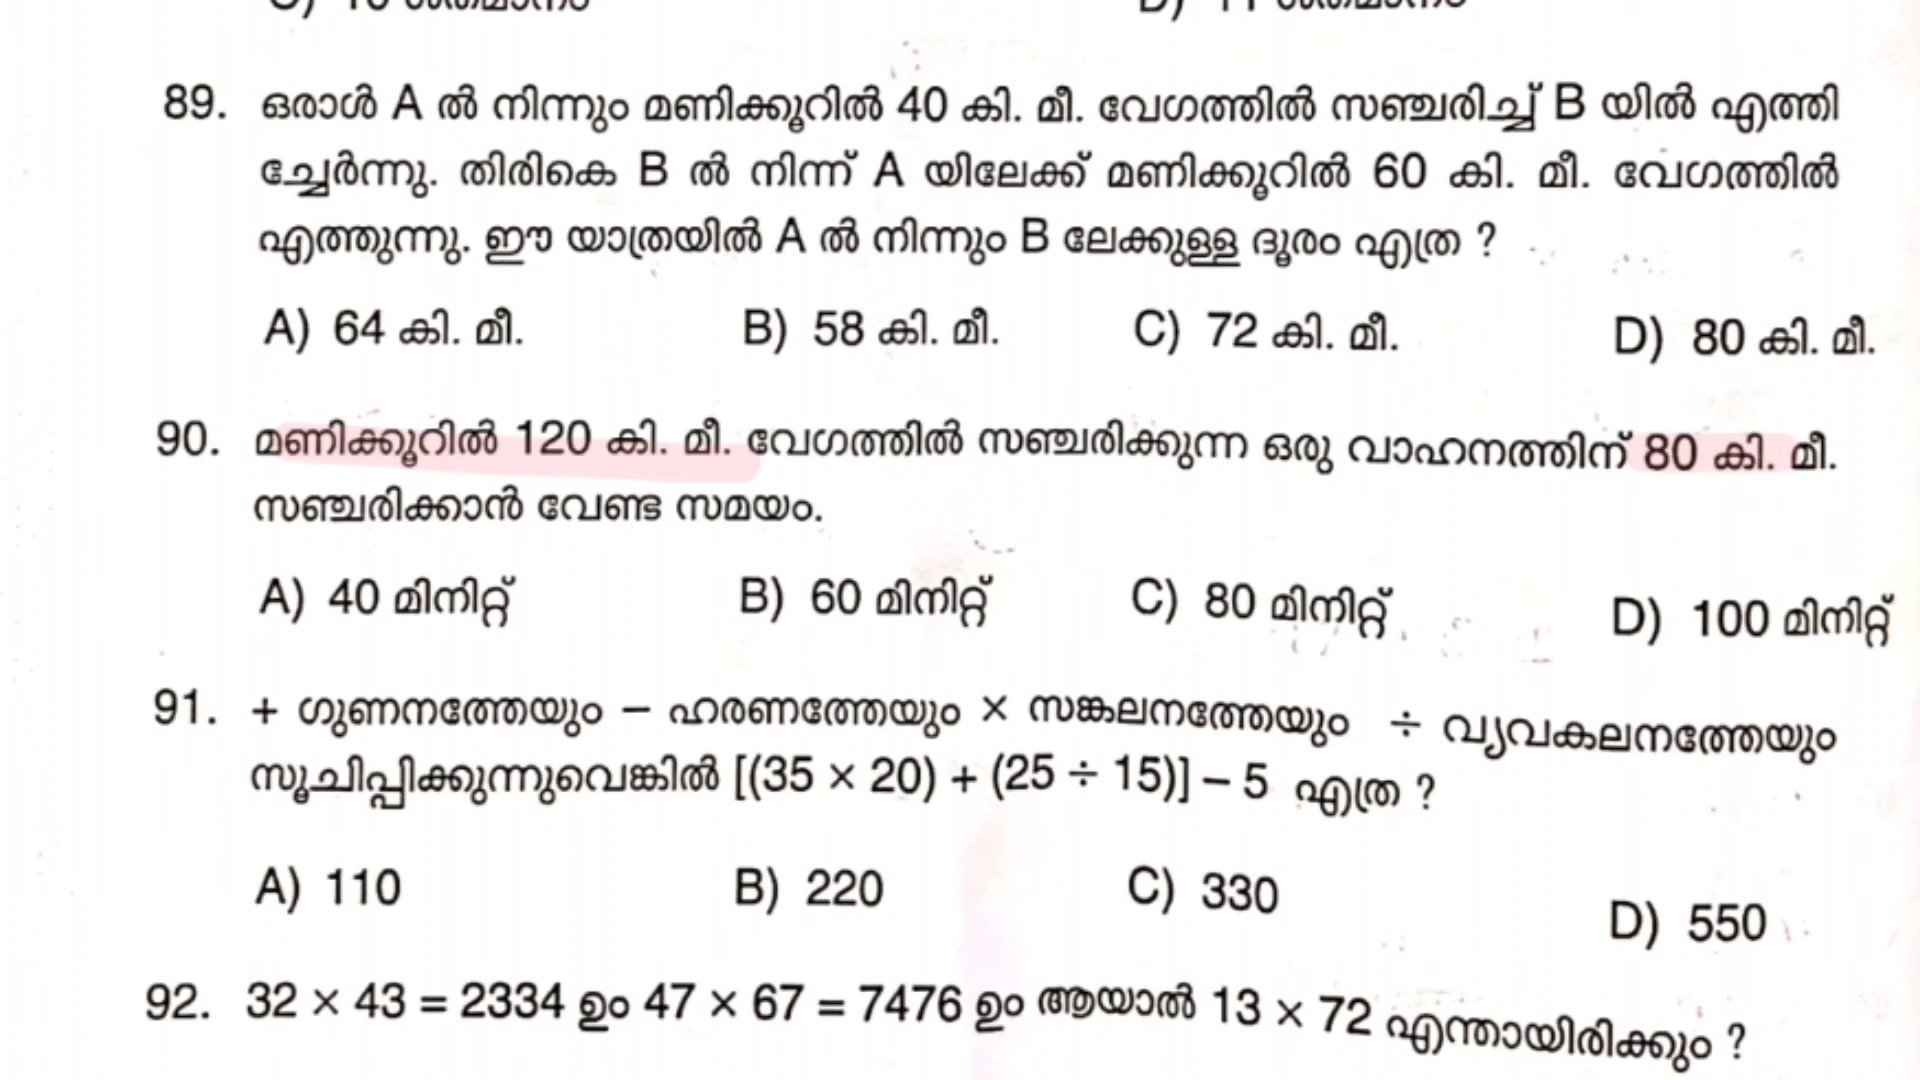 89. ഒരാൾ A ൽ നിന്നും മണിക്കൂറിൽ 40 കി. മീ. വേഗത്തിൽ സഞ്ചരിച്ച് B യിൽ എത്തി
ച്ചേർന്നു. തിരികെ B ൽ നിന്ന് A യിലേക്ക് മണിക്കൂറിൽ 60 കി. മീ. വേഗത്തിൽ
എത്തുന്നു. ഈ യാത്രയിൽ A ൽ നിന്നും B ലേക്കുള്ള ദൂരം എത്ര ?
A) 64 കി. മീ. B) 58 കി. മീ. C) 72 കി. മീ. D) 80 കി. മീ.
90. മണിക്കൂറിൽ 120 കി. മീ. വേഗത്തിൽ സഞ്ചരിക്കുന്ന ഒരു വാഹനത്തിന് 80 കി. മീ.
സഞ്ചരിക്കാൻ വേണ്ട സമയം.
A) 40 മിനിറ്റ് B) 60 മിനിറ്റ് C) 80 മിനിറ്റ് D) 100 മിനിറ്റ്
91. + ഗുണനത്തേയും – ഹരണത്തേയും × സങ്കലനത്തേയും ÷ വ്യവകലനത്തേയും
സൂചിപ്പിക്കുന്നുവെങ്കിൽ [(35 × 20) + (25 ÷ 15)] – 5 എത്ര ?
A) 110 B) 220 C) 330 D) 550
92. 32 × 43 = 2334 ഉം 47 × 67 = 7476 ഉം ആയാൽ 13 × 72 എന്തായിരിക്കും ?